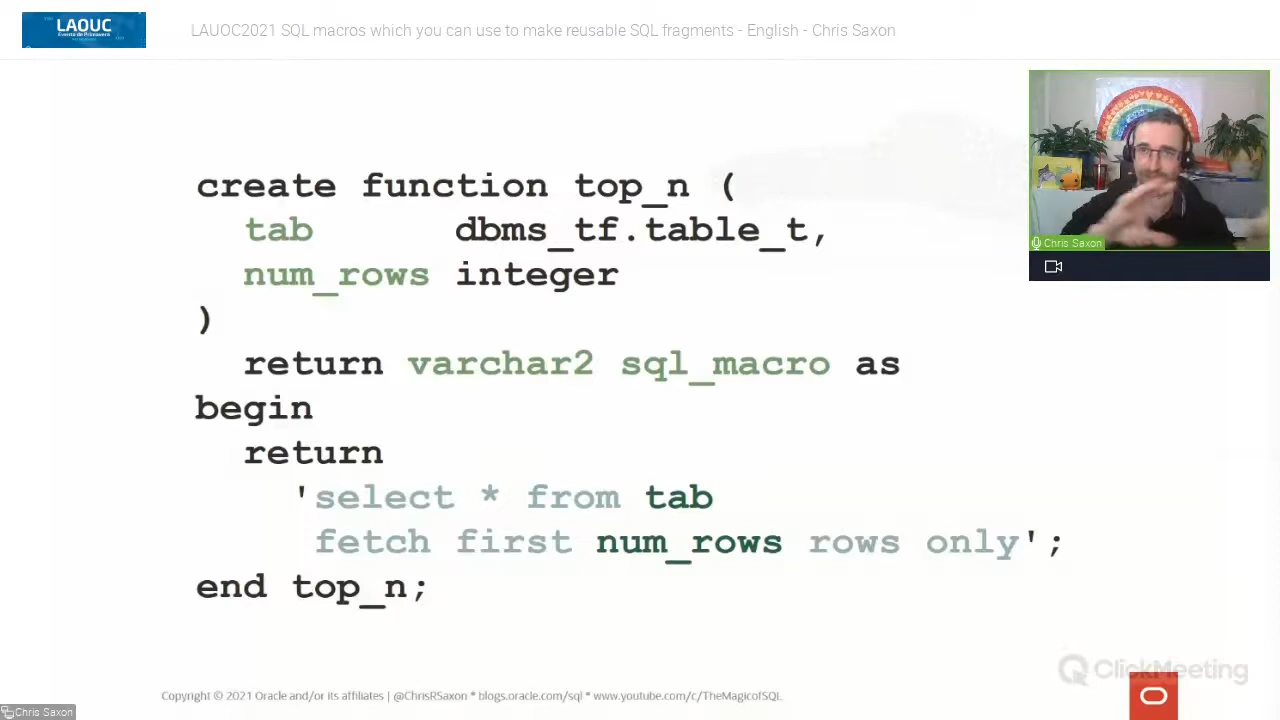 LAOUC
Evento de Primavera
LAUOC2021 SQL macros which you can use to make reusable SQL fragments - English - Chris Saxon
create function top_n (
tab dbms_tf.table_t,
num_rows integer
)
return varchar2 sql_macro as
begin
return
'select * from tab
fetch first num_rows rows only';
end top_n;
Chris Saxon
ClickMeeting
Copyright © 2021 Oracle and/or its affiliates | @ChrisRSaxon * blogs.oracle.com/sql * www.youtube.com/c/TheMagicofSQL
Chris Saxon